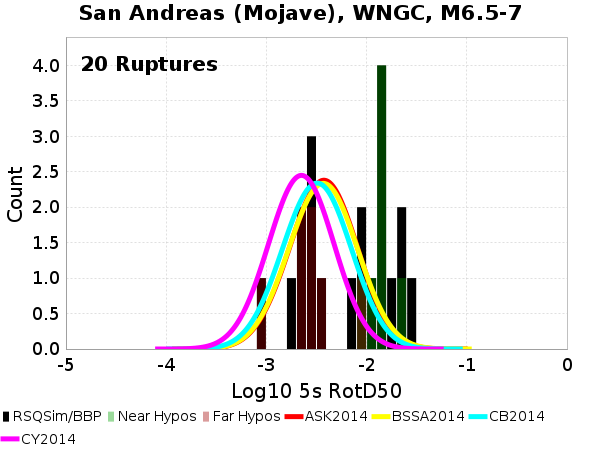 San Andreas (Mojave), WNGC, M6.5-7
20 Ruptures
4.0
3.5
3.0
2.5
2.0
1.5
1.0
0.5
0.0
Count
-5 -4 -3 -2 -1 0
Log10 5s RotD50
RSQSim/BBP Near Hypos Far Hypos ASK2014 BSSA2014 CB2014
CY2014